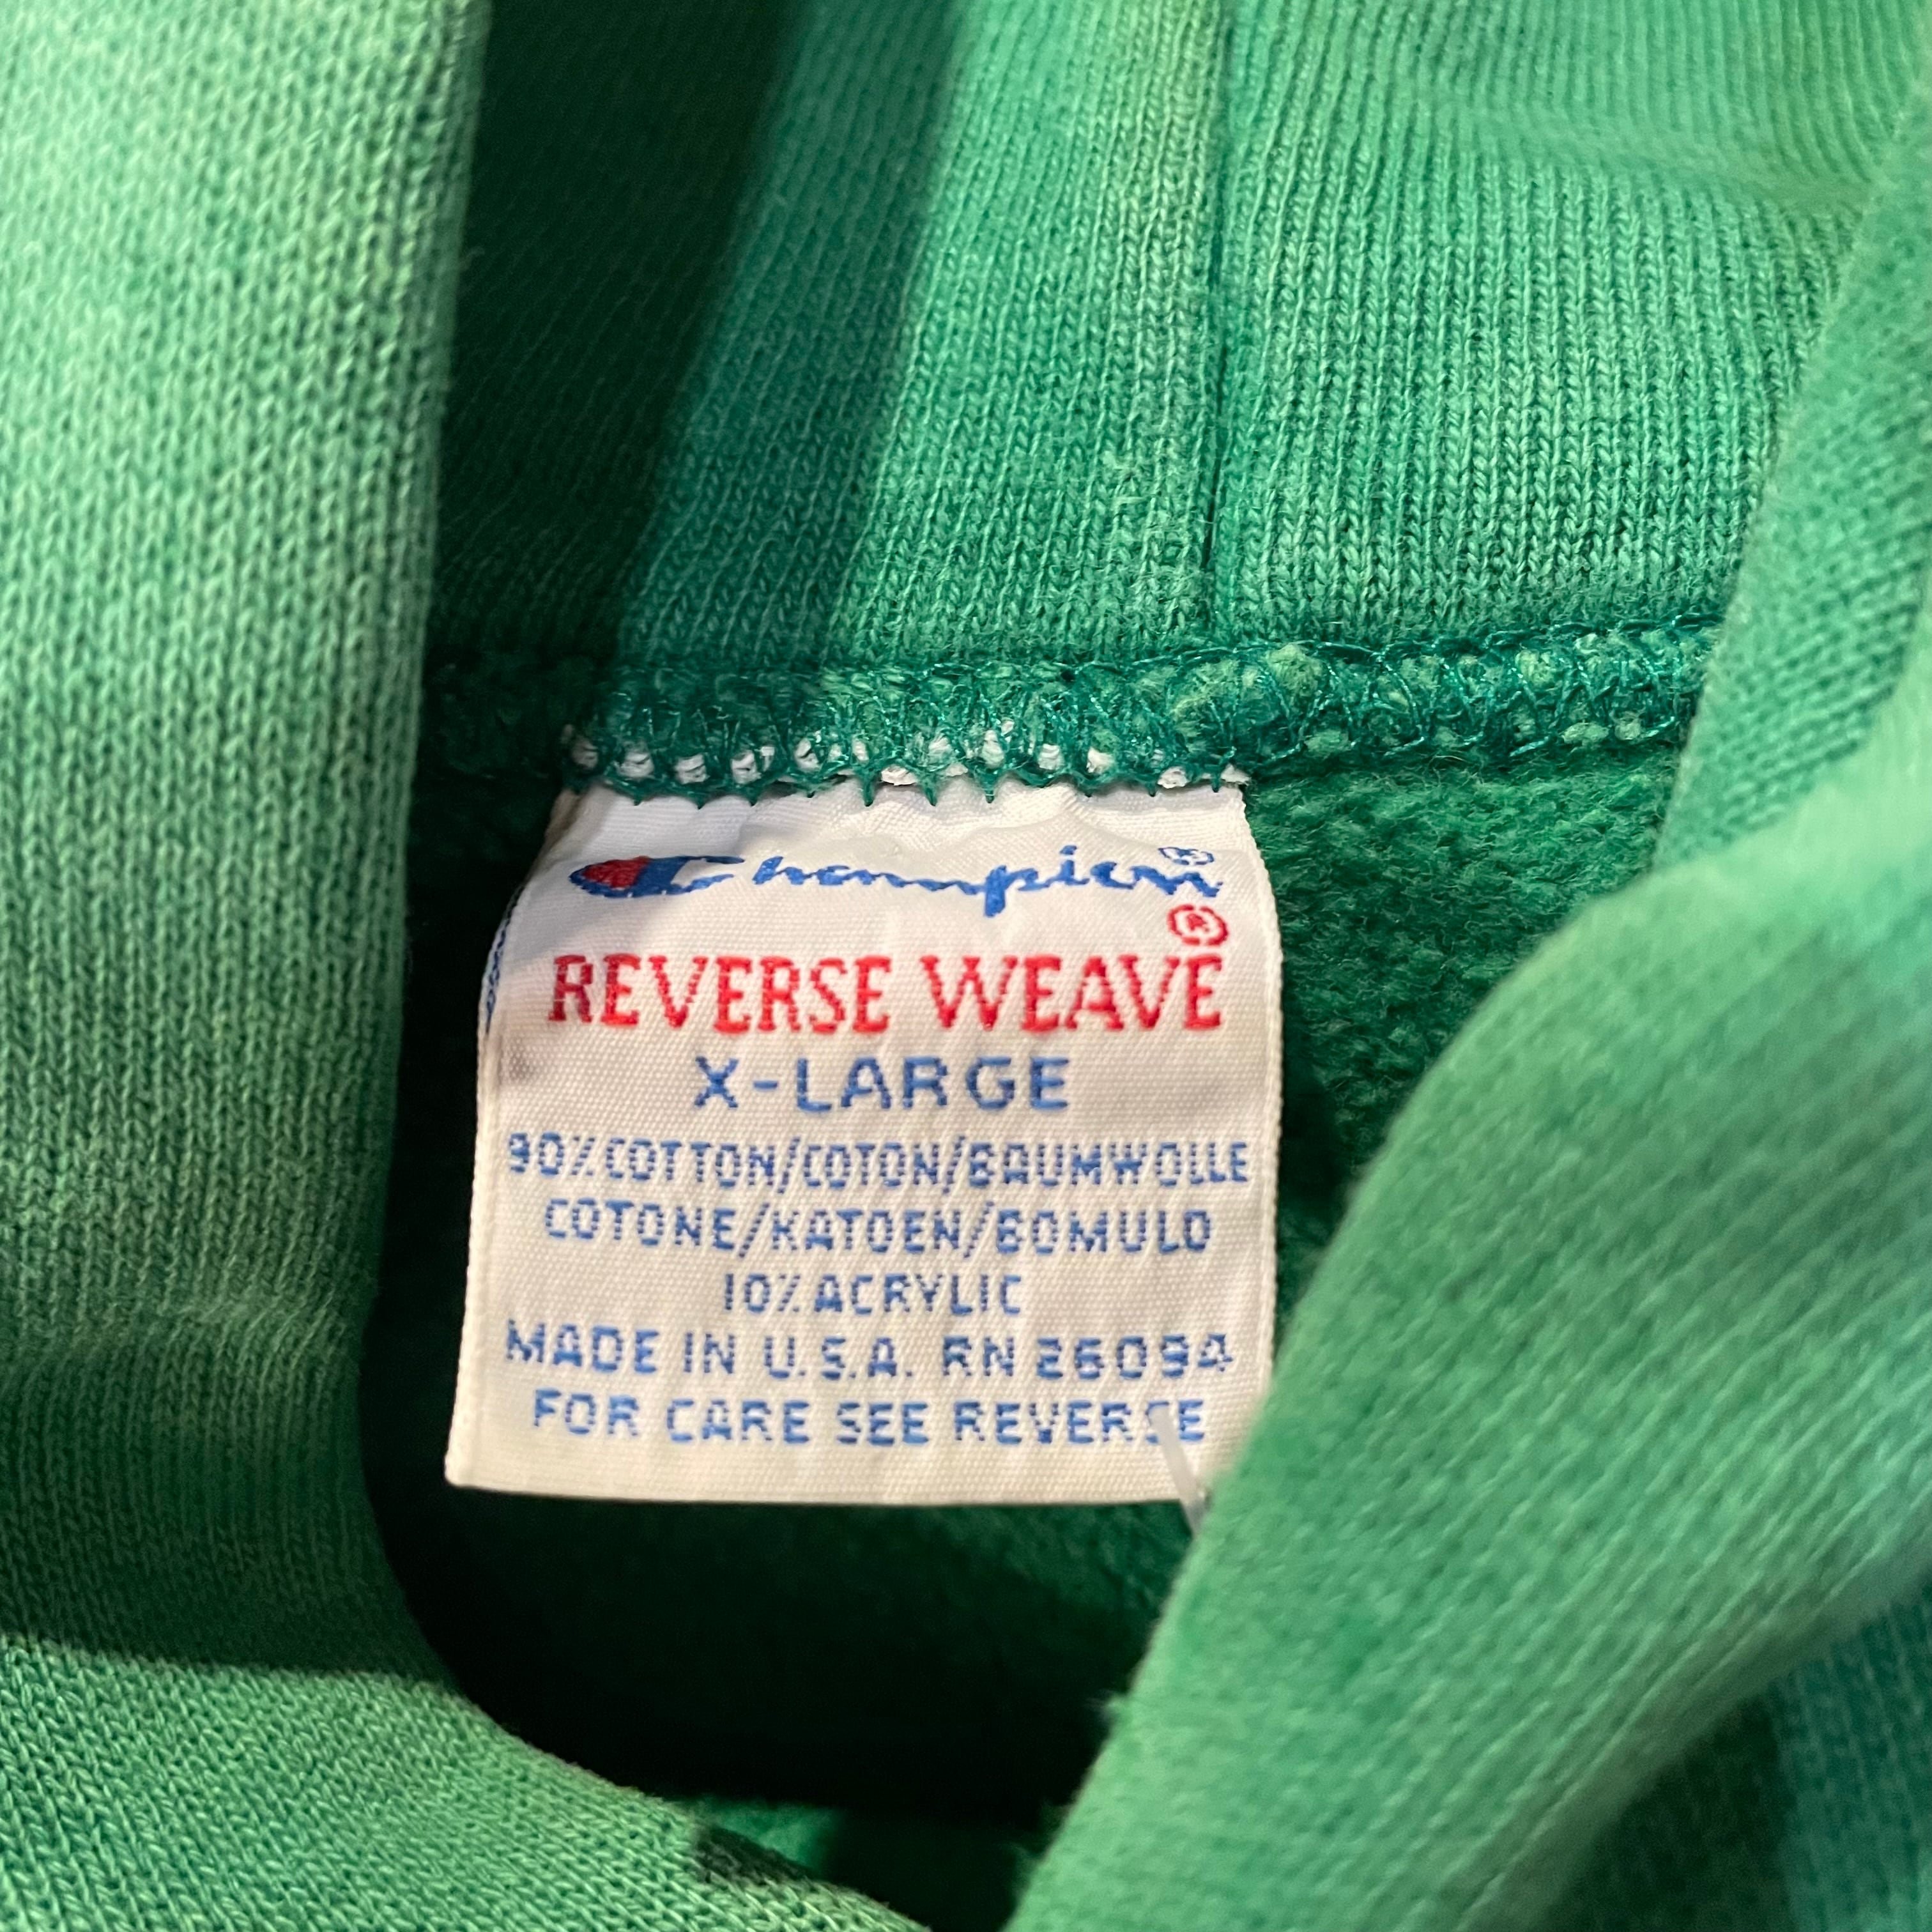 Champion®
®
REVERSE WEAVE
X-LARGE
90% COTTON/COTON/BAUMWOLLE
COTONE/KATOEN/BOMULD
10% ACRYLIC
MADE IN U.S.A. RN 26094
FOR CARE SEE REVERSE